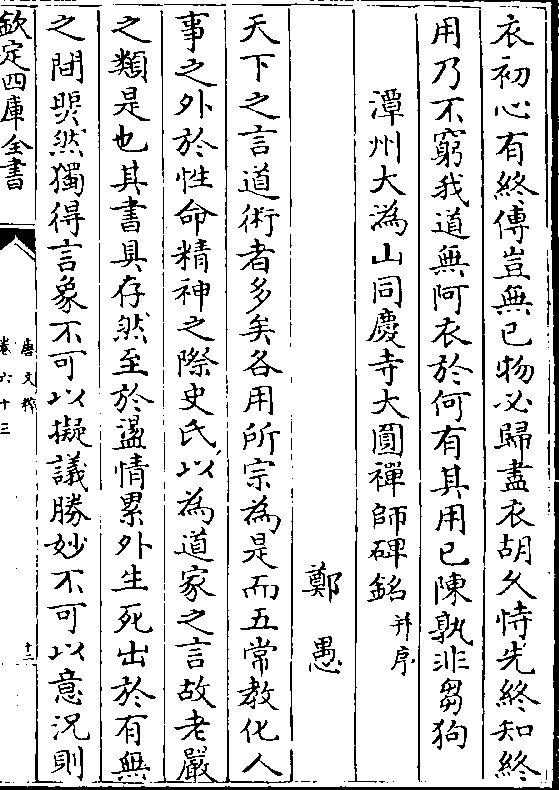 衣初心有終傳豈無已物必歸盡衣胡久恃先終知終
用乃不窮我道無阿衣於何有其用已陳孰非芻狗
潭州大溈山同慶寺大圓禪師碑銘并序
鄭愚
天下之言道術者多矣各用所宗為是而五常教化人
事之外於性命精神之際史氏以為道家之言故老嚴
之類是也其書具存然至於盪情累外生死出於有無
之間㷡然獨得言象不可以擬議勝妙不可以意況則
欽定四庫全書
唐文粹
卷六十三
十二